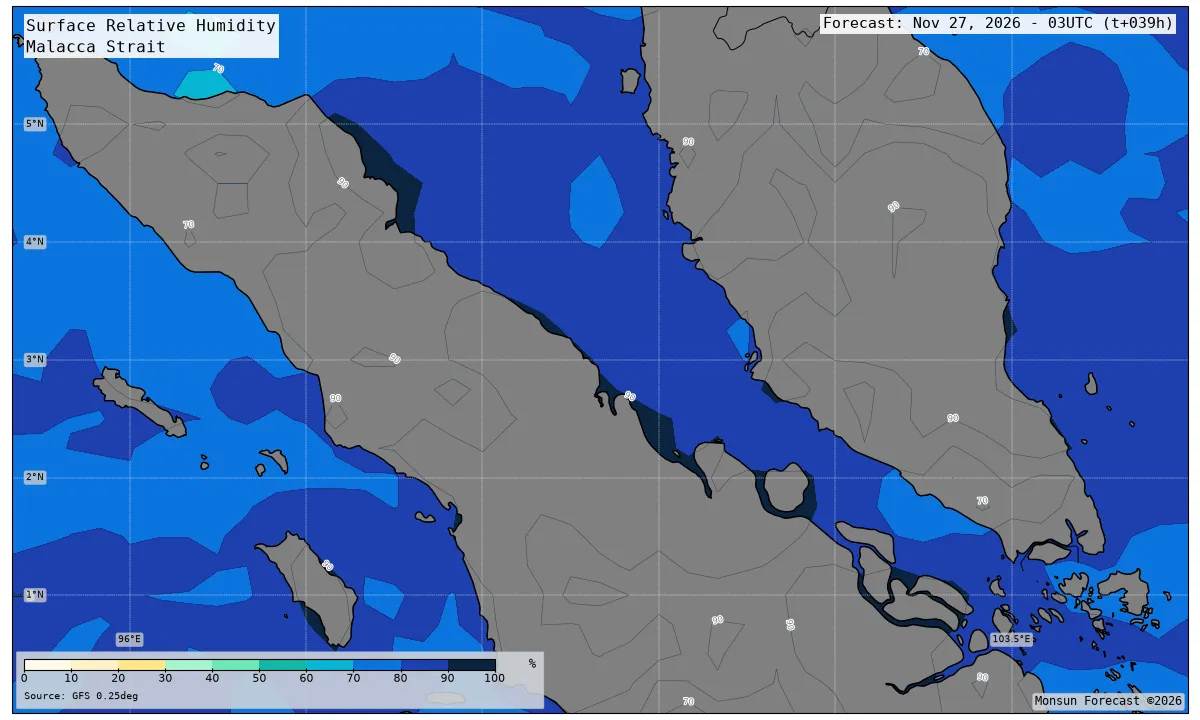 Surface Relative Humidity
Malacca Strait
Forecast: Nov 27, 2026 - 03UTC (t+039h)
70
70
5°N
90
90
70
90
4°N
3°N
90
90
90
90
2°N
70
90
1°N
90
90
96°E
103.5°E
90
%
0 10 20 30 40 50 60 70 80 90 100
Source: GFS 0.25deg
70
Monsun Forecast ©2026